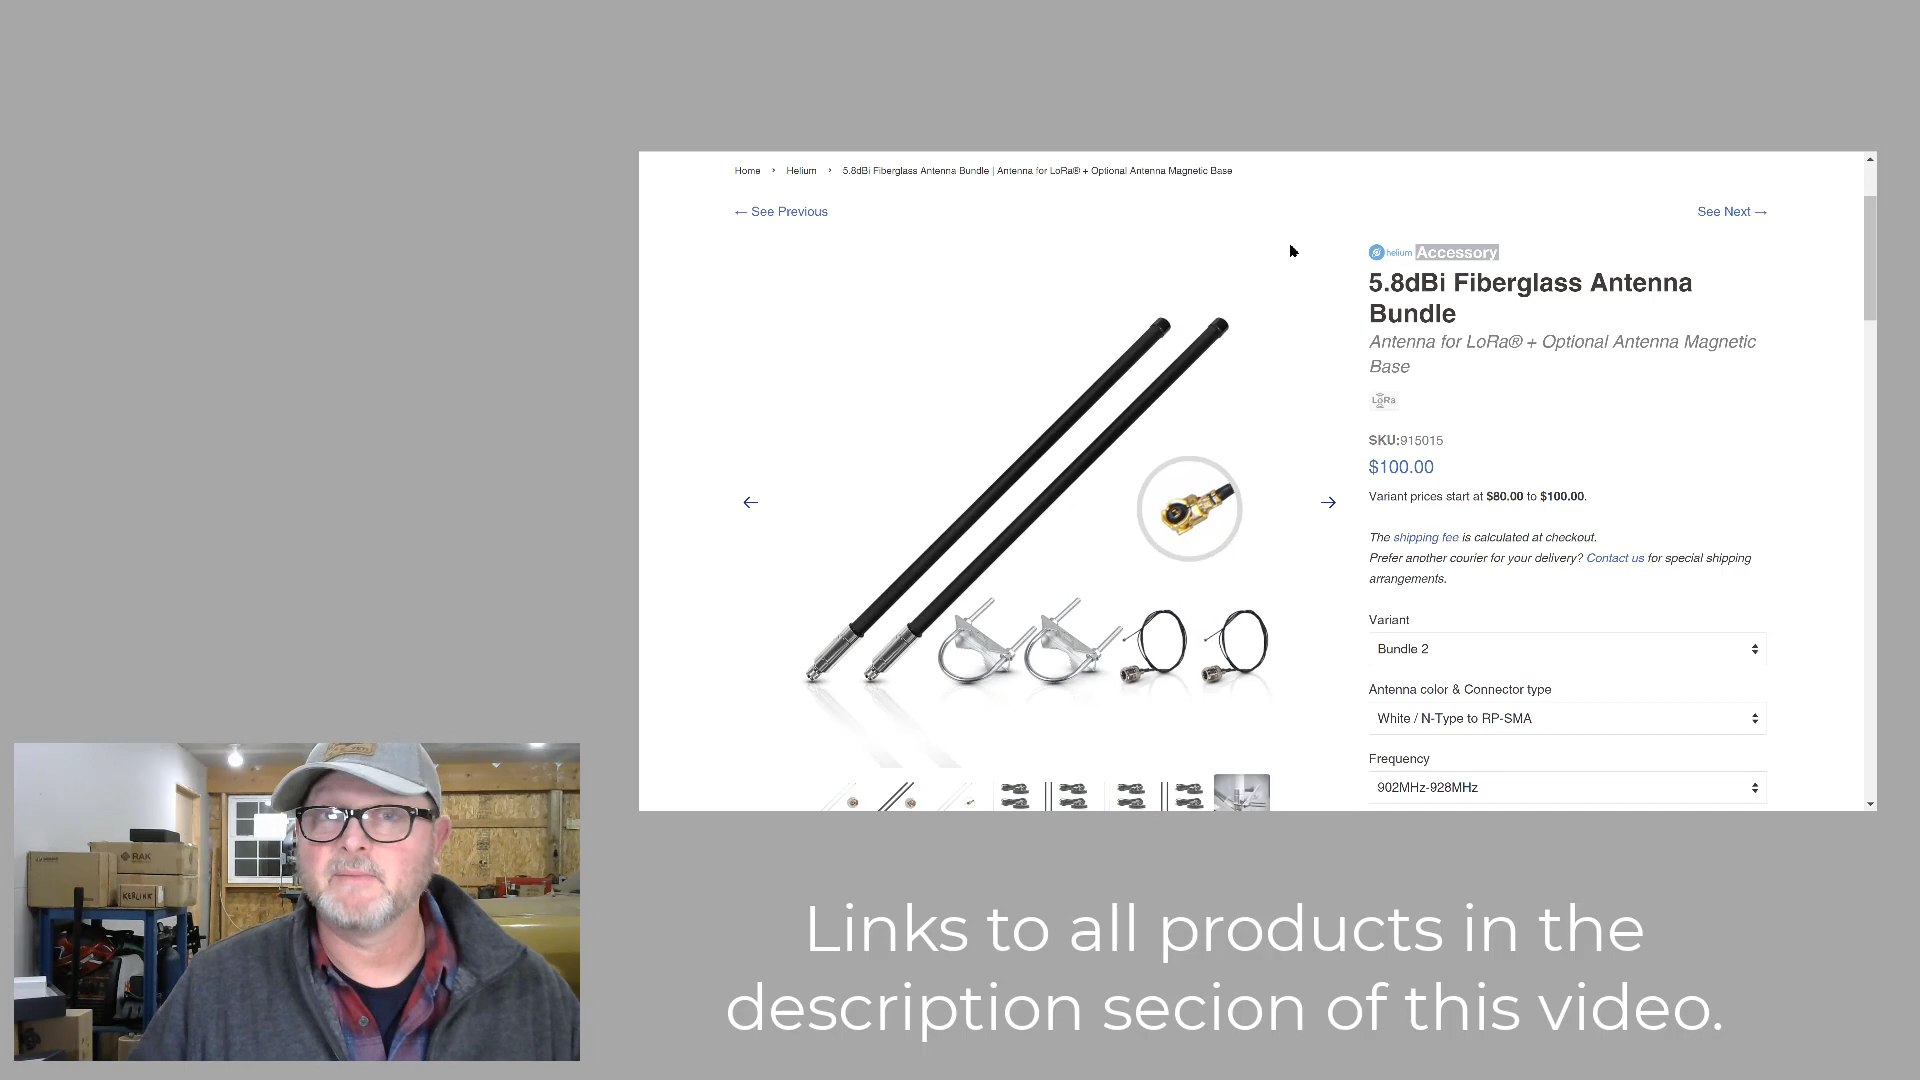 Home › Helium › 5.8dBi Fiberglass Antenna Bundle | Antenna for LoRa® + Optional Antenna Magnetic Base
← See Previous
See Next →
helium Accessory
5.8dBi Fiberglass Antenna
Bundle
Antenna for LoRa® + Optional Antenna Magnetic
Base
LoRa
SKU:915015
$100.00
Variant prices start at $80.00 to $100.00.
The shipping fee is calculated at checkout.
Prefer another courier for your delivery? Contact us for special shipping
arrangements.
Variant
Bundle 2
Antenna color & Connector type
White / N-Type to RP-SMA
Frequency
902MHz-928MHz
RAK
KERLINK
Links to all products in the
description secion of this video.